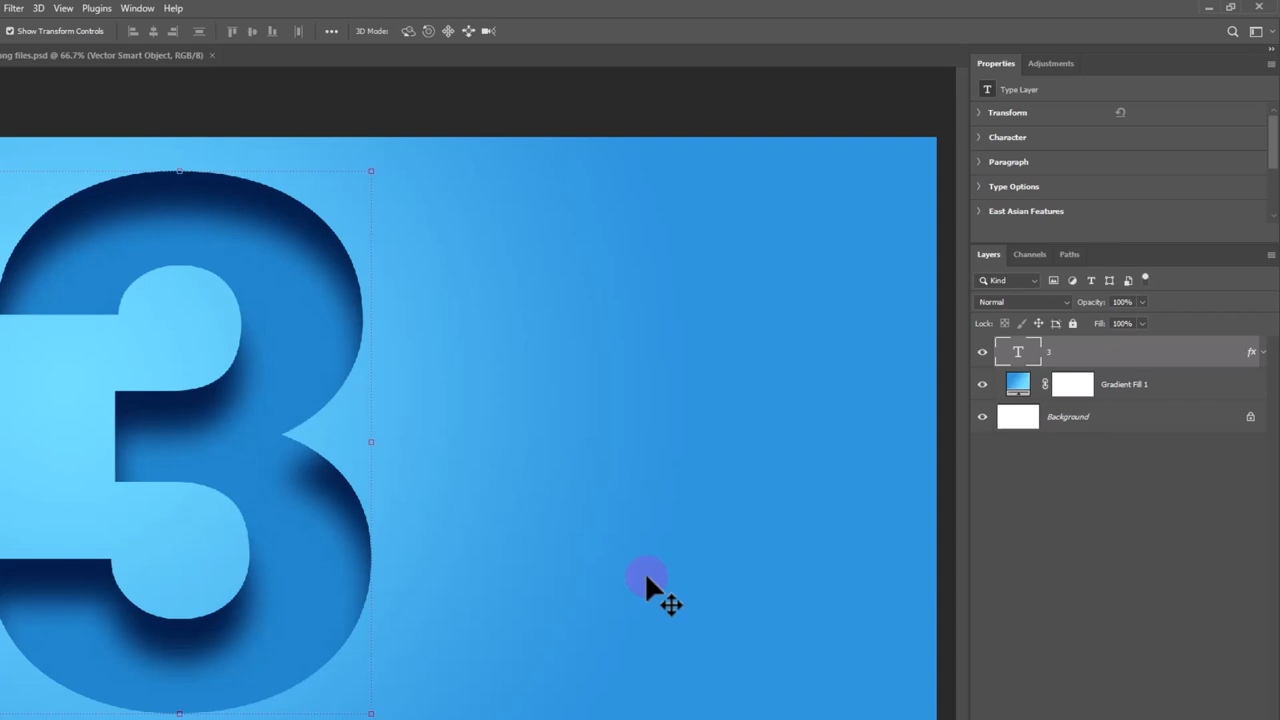 Filter 3D View Plugins Window Help
Show Transform Controls 3D Mode:
ng files.psd @ 66.7% (Vector Smart Object, RGB/8) ×
Properties Adjustments
T Type Layer
Transform
Character
Paragraph
Type Options
East Asian Features
3
Layers Channels Paths
Kind T
Normal Opacity: 100%
Lock: Fill: 100%
T 3 fx
Gradient Fill 1
Background